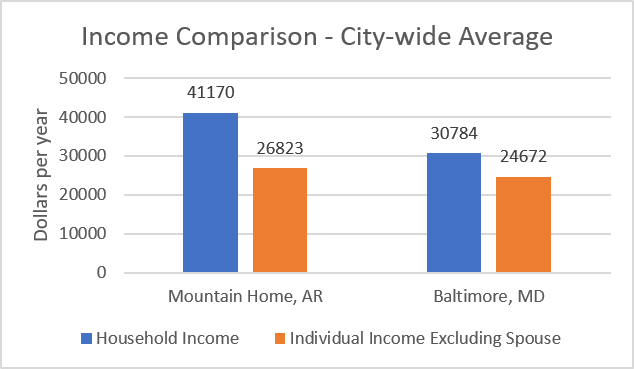 Income Comparison - City-wide Average
Dollars per year
50000
40000
30000
20000
10000
0
41170
26823
30784
24672
Mountain Home, AR
Baltimore, MD
Household Income
Individual Income Excluding Spouse